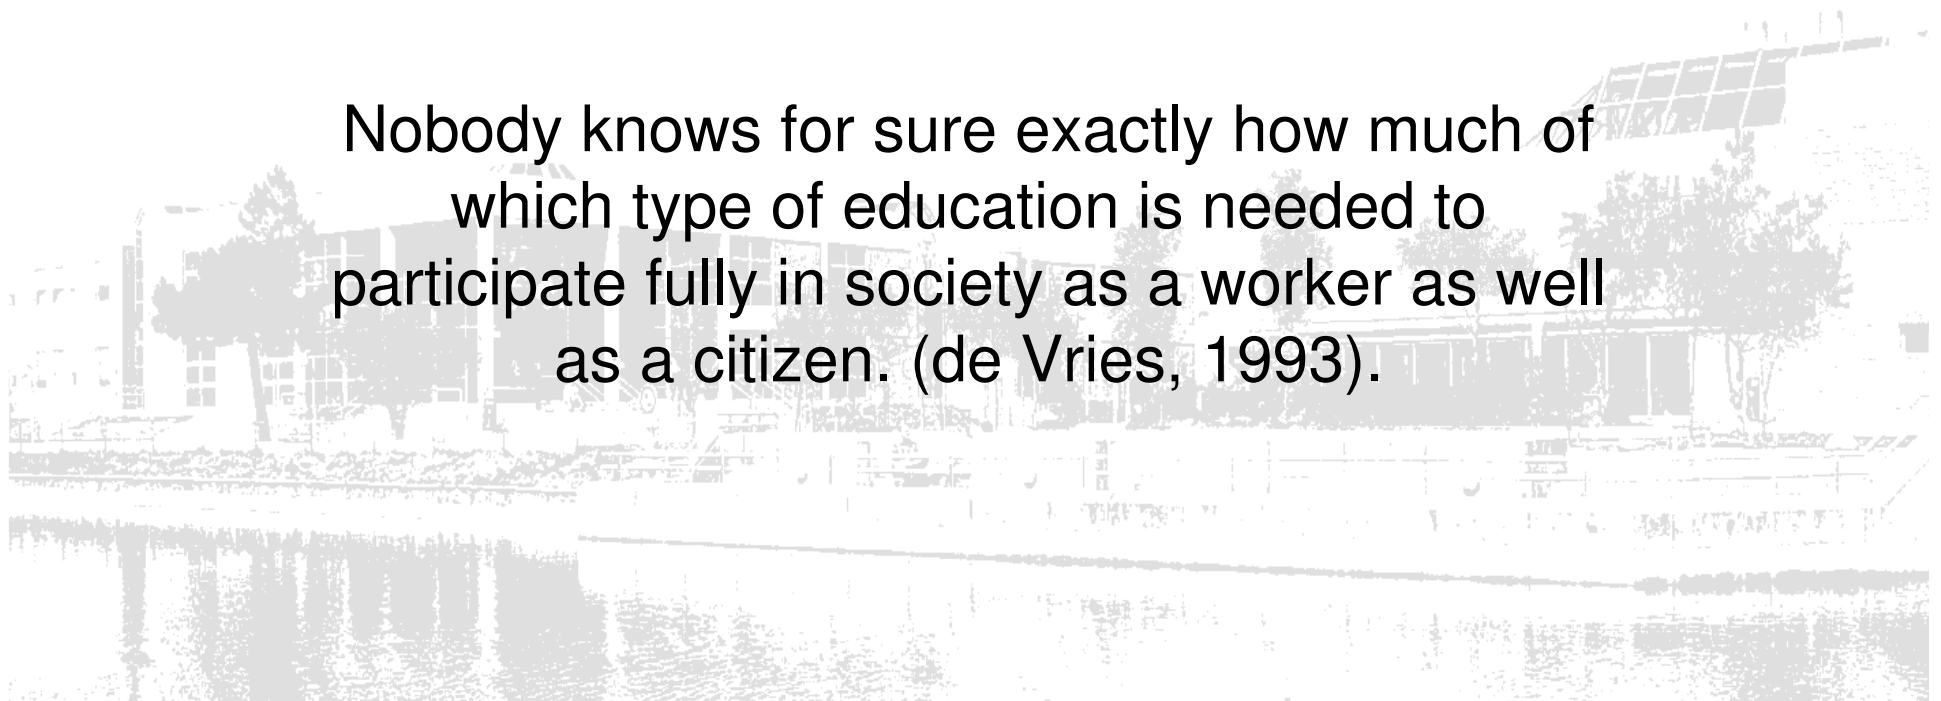 Nobody knows for sure exactly how much of
which type of education is needed to
participate fully in society as a worker as well
as a citizen. (de Vries, 1993).